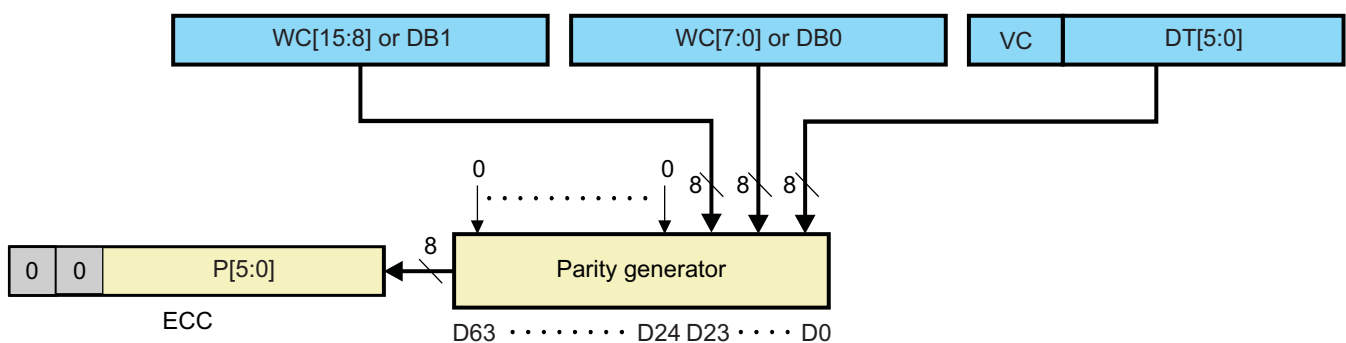 WC[15:8] or DB1 WC[7:0] or DB0 VC DT[5:0]
0 0
8 8 8
8
0 0 P[5:0] Parity generator
ECC
D63 · · · · · · · · D24 D23 · · · · D0